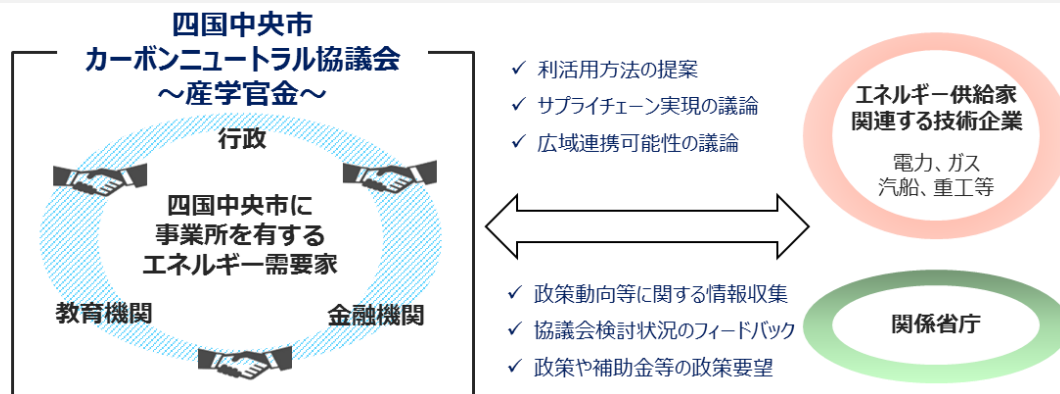 四国中央市
カーボンニュートラル協議会
～産学官金～
行政
四国中央市に
事業所を有する
エネルギー需要家
教育機関
金融機関
✓ 利活用方法の提案
✓ サプライチェーン実現の議論
✓ 広域連携可能性の議論
エネルギー供給家
関連する技術企業
電力、ガス
汽船、重工等
✓ 政策動向等に関する情報収集
✓ 協議会検討状況のフィードバック
✓ 政策や補助金等の政策要望
関係省庁